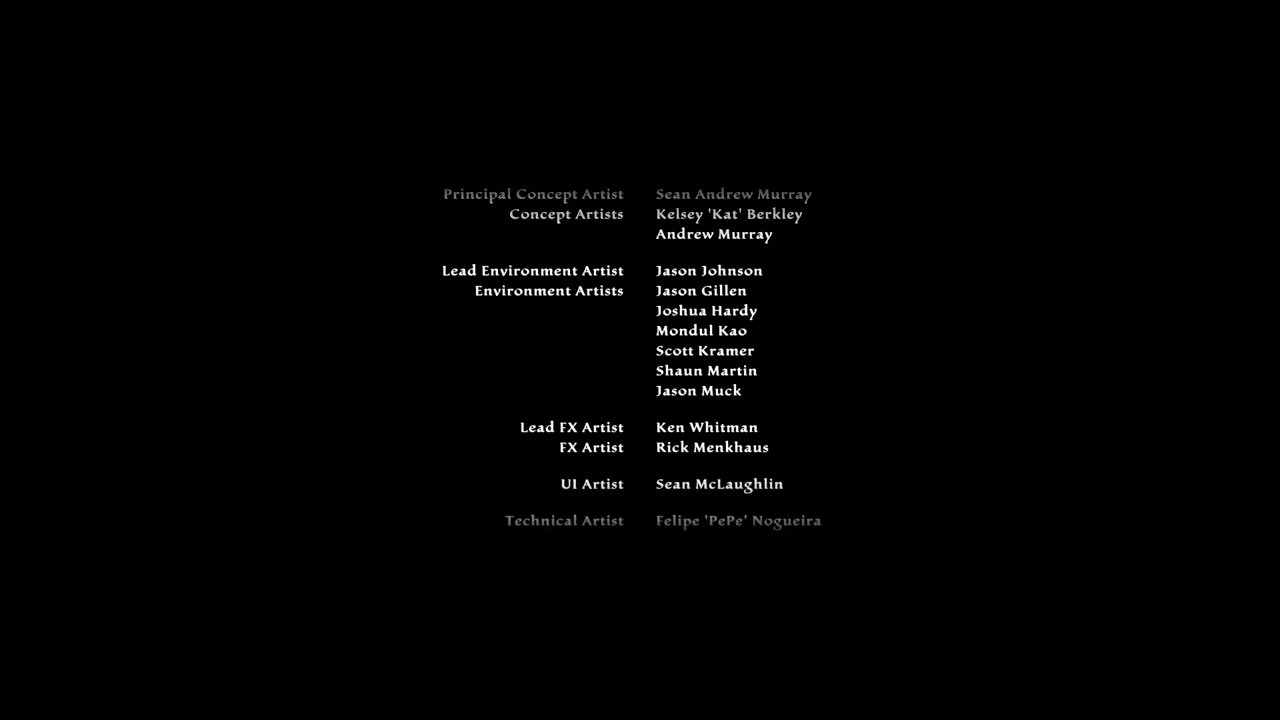 Principal Concept Artist Sean Andrew Murray
Concept Artists Kelsey 'Kat' Berkley
Andrew Murray
Lead Environment Artist Jason Johnson
Environment Artists Jason Gillen
Joshua Hardy
Mondul Kao
Scott Kramer
Shaun Martin
Jason Muck
Lead FX Artist Ken Whitman
FX Artist Rick Menkhaus
UI Artist Sean McLaughlin
Technical Artist Felipe 'PePe' Nogueira